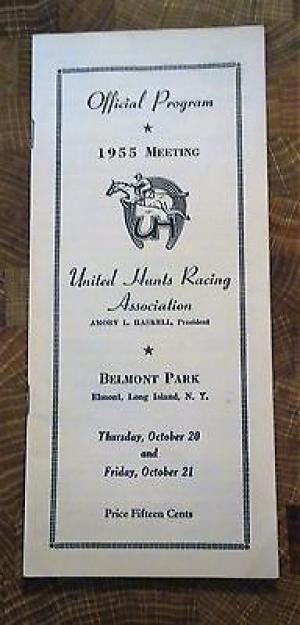 Official Program
1955 MEETING
UH
United Hunts Racing
Association
AMORY L. HASKELL, President
BELMONT PARK
Elmont, Long Island, N. Y.
Thursday, October 20
and
Friday, October 21
Price Fifteen Cents